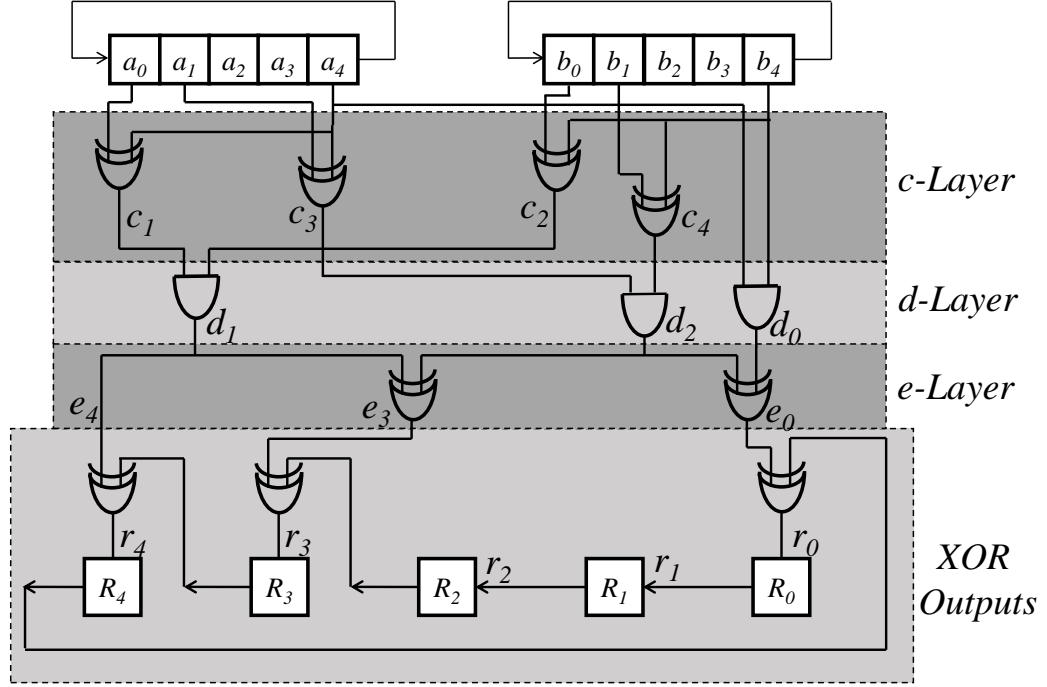 a0 a1 a2 a3 a4 b0 b1 b2 b3 b4
c-Layer
c1 c3 c2 c4
d-Layer
d1 d2 d0
e-Layer
e4 e3 e0
r4 r3 r2 r1 r0
R4 R3 R2 R1 R0
XOR
Outputs